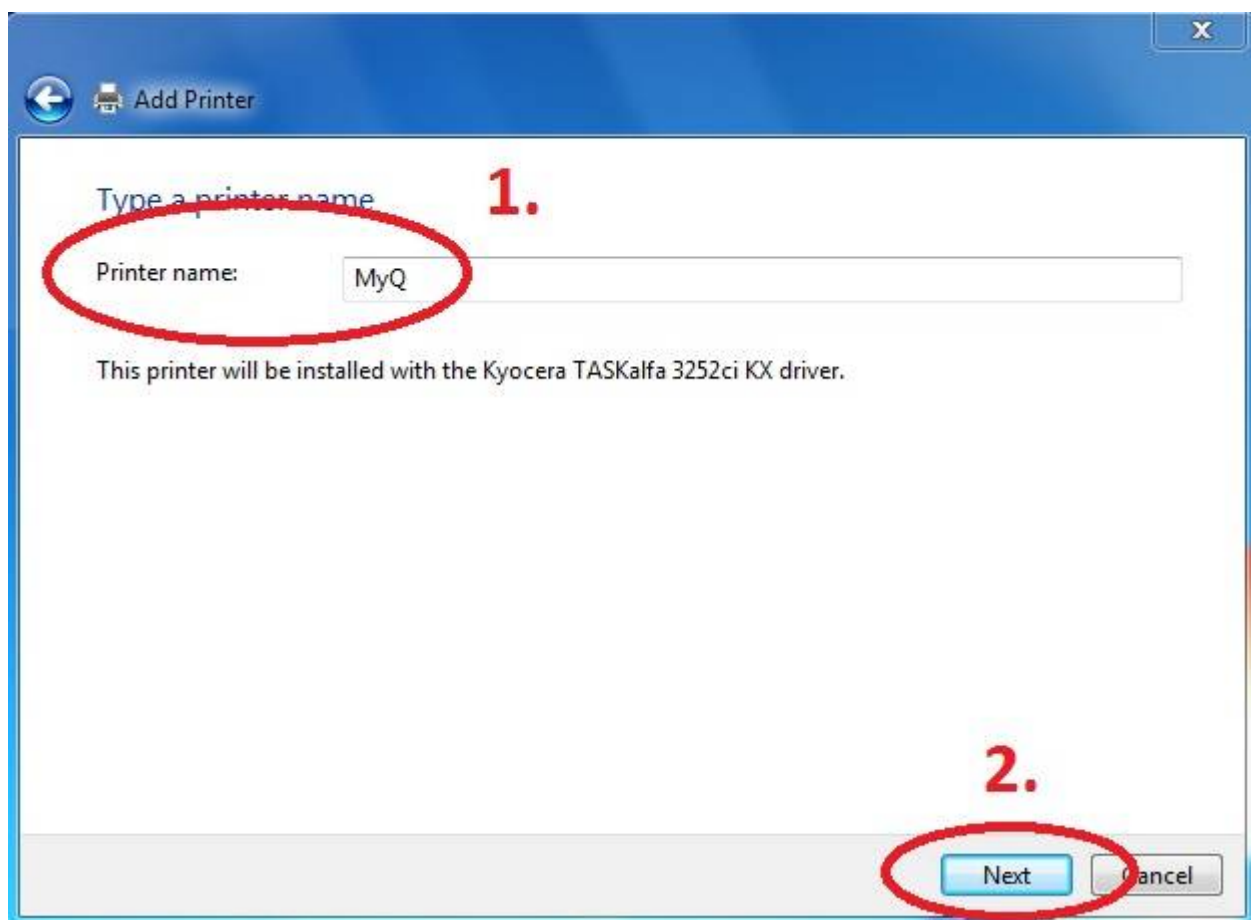 x
Add Printer
Type a printer name
1.
Printer name:
MyQ
This printer will be installed with the Kyocera TASKalfa 3252ci KX driver.
2.
Next
Cancel